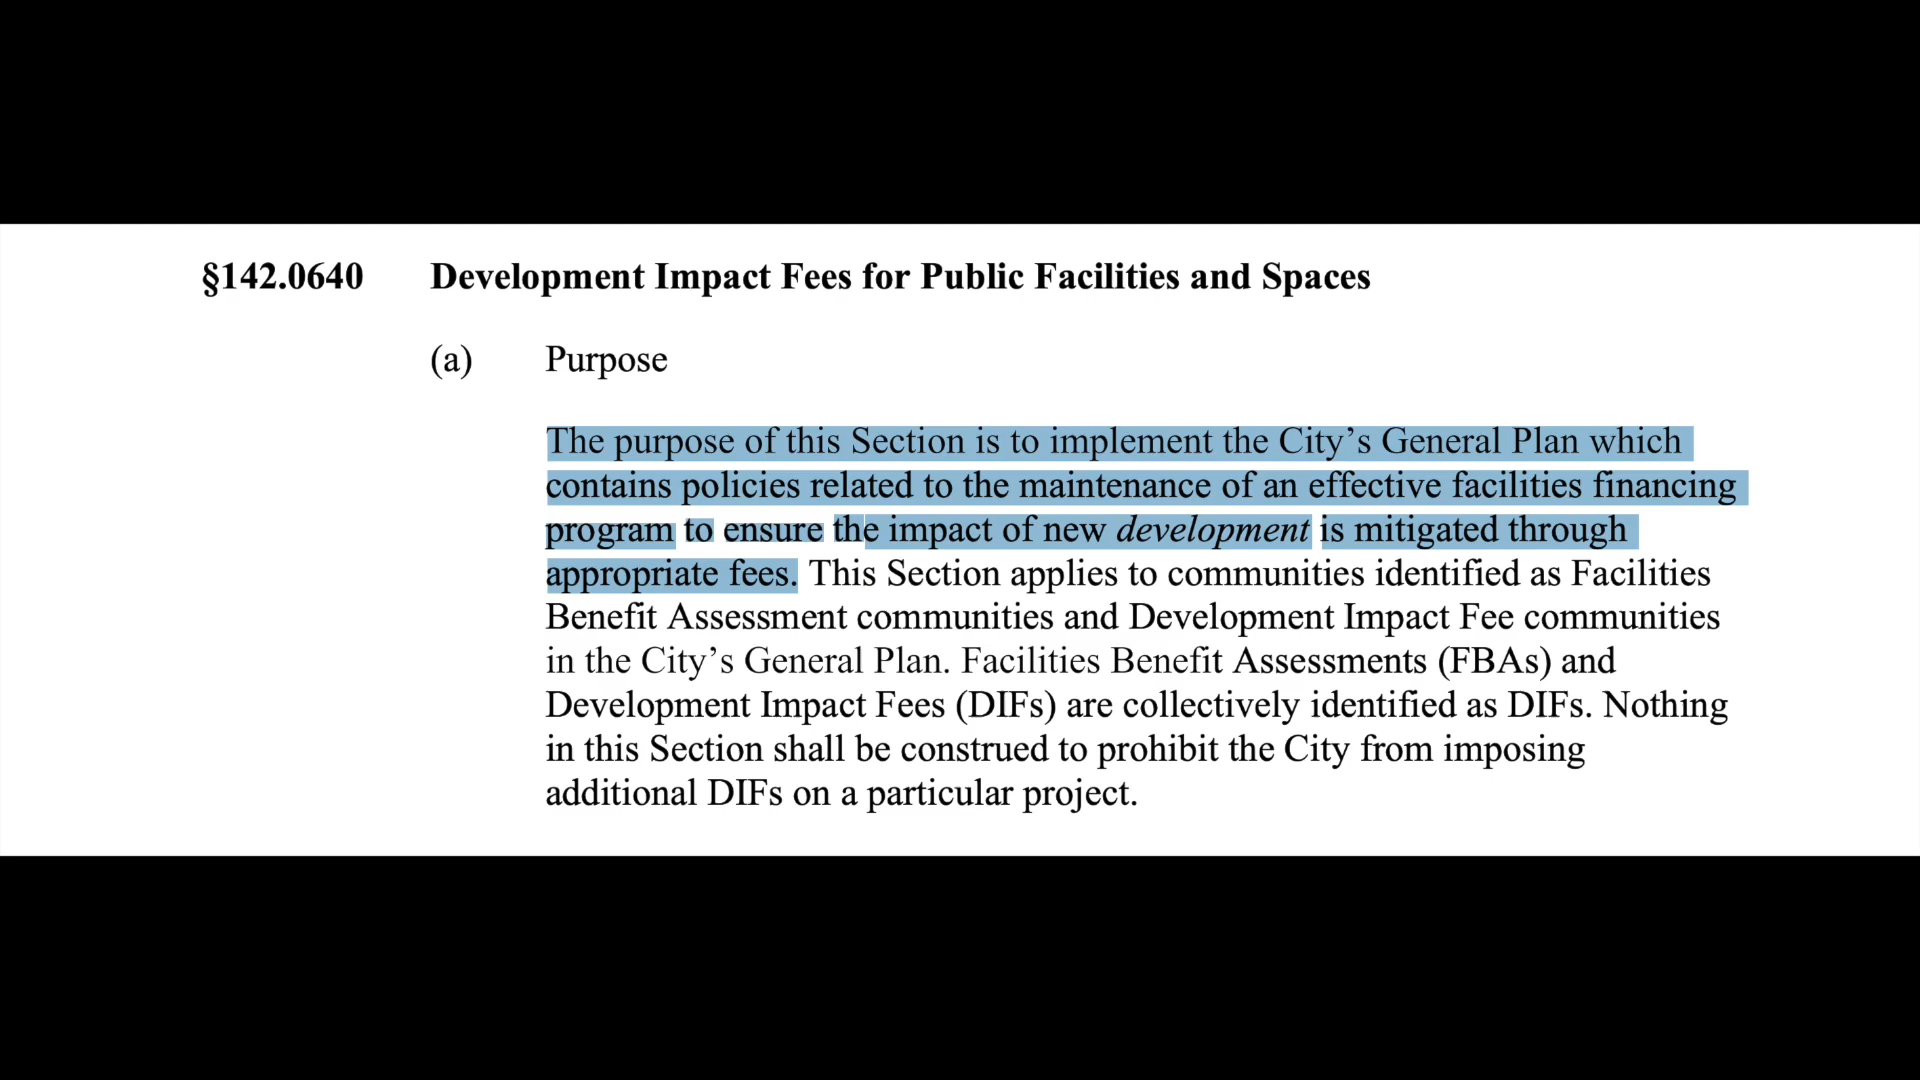 §142.0640 Development Impact Fees for Public Facilities and Spaces
(a) Purpose
The purpose of this Section is to implement the City’s General Plan which
contains policies related to the maintenance of an effective facilities financing
program to ensure the impact of new development is mitigated through
appropriate fees. This Section applies to communities identified as Facilities
Benefit Assessment communities and Development Impact Fee communities
in the City’s General Plan. Facilities Benefit Assessments (FBAs) and
Development Impact Fees (DIFs) are collectively identified as DIFs. Nothing
in this Section shall be construed to prohibit the City from imposing
additional DIFs on a particular project.